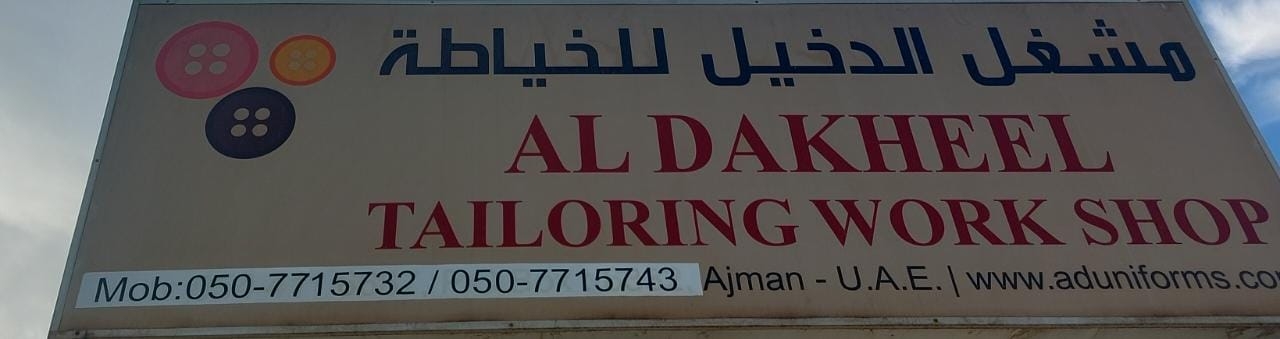 مشغل الدخيل للخياطة
AL DAKHEEL
TAILORING WORK SHOP
Mob:050-7715732 / 050-7715743 Ajman - U.A.E. | www.aduniforms.co